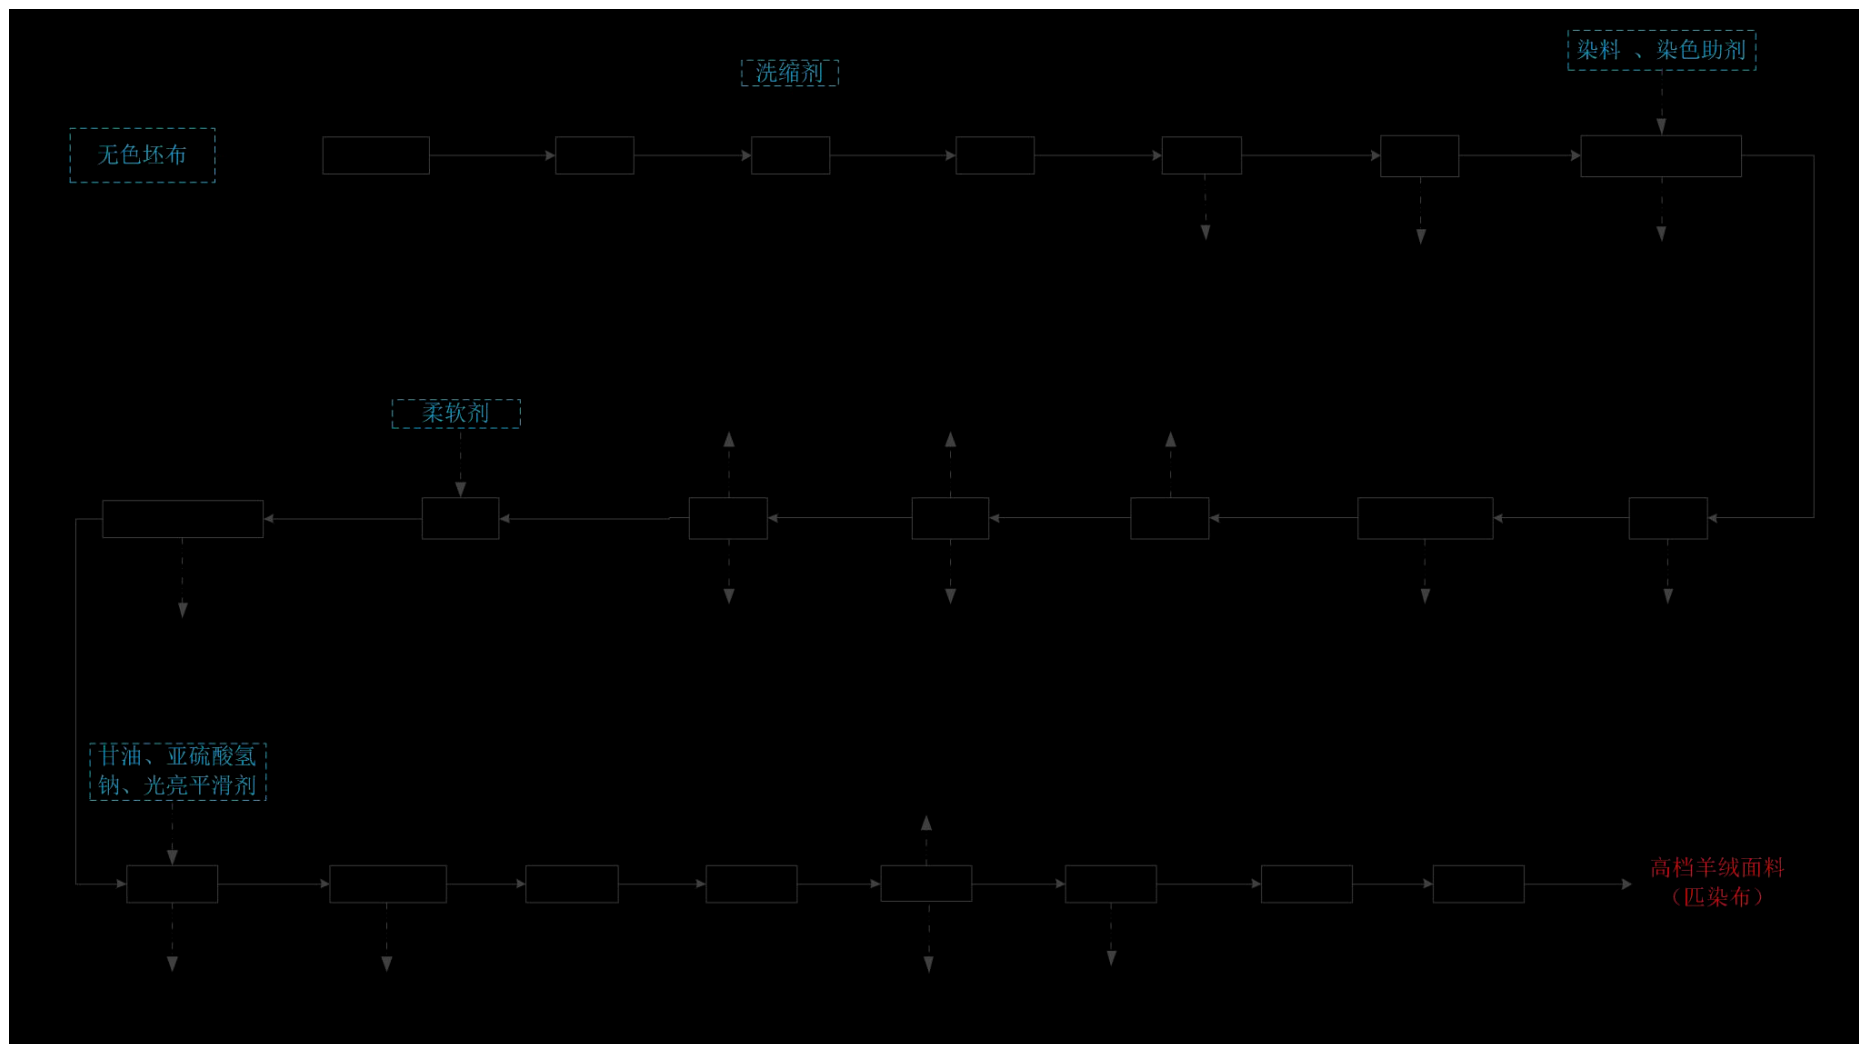 染料 、染色助剂
洗缩剂
无色坯布
柔软剂
甘油、亚硫酸氢
钠、光亮平滑剂
高档羊绒面料
（匹染布）